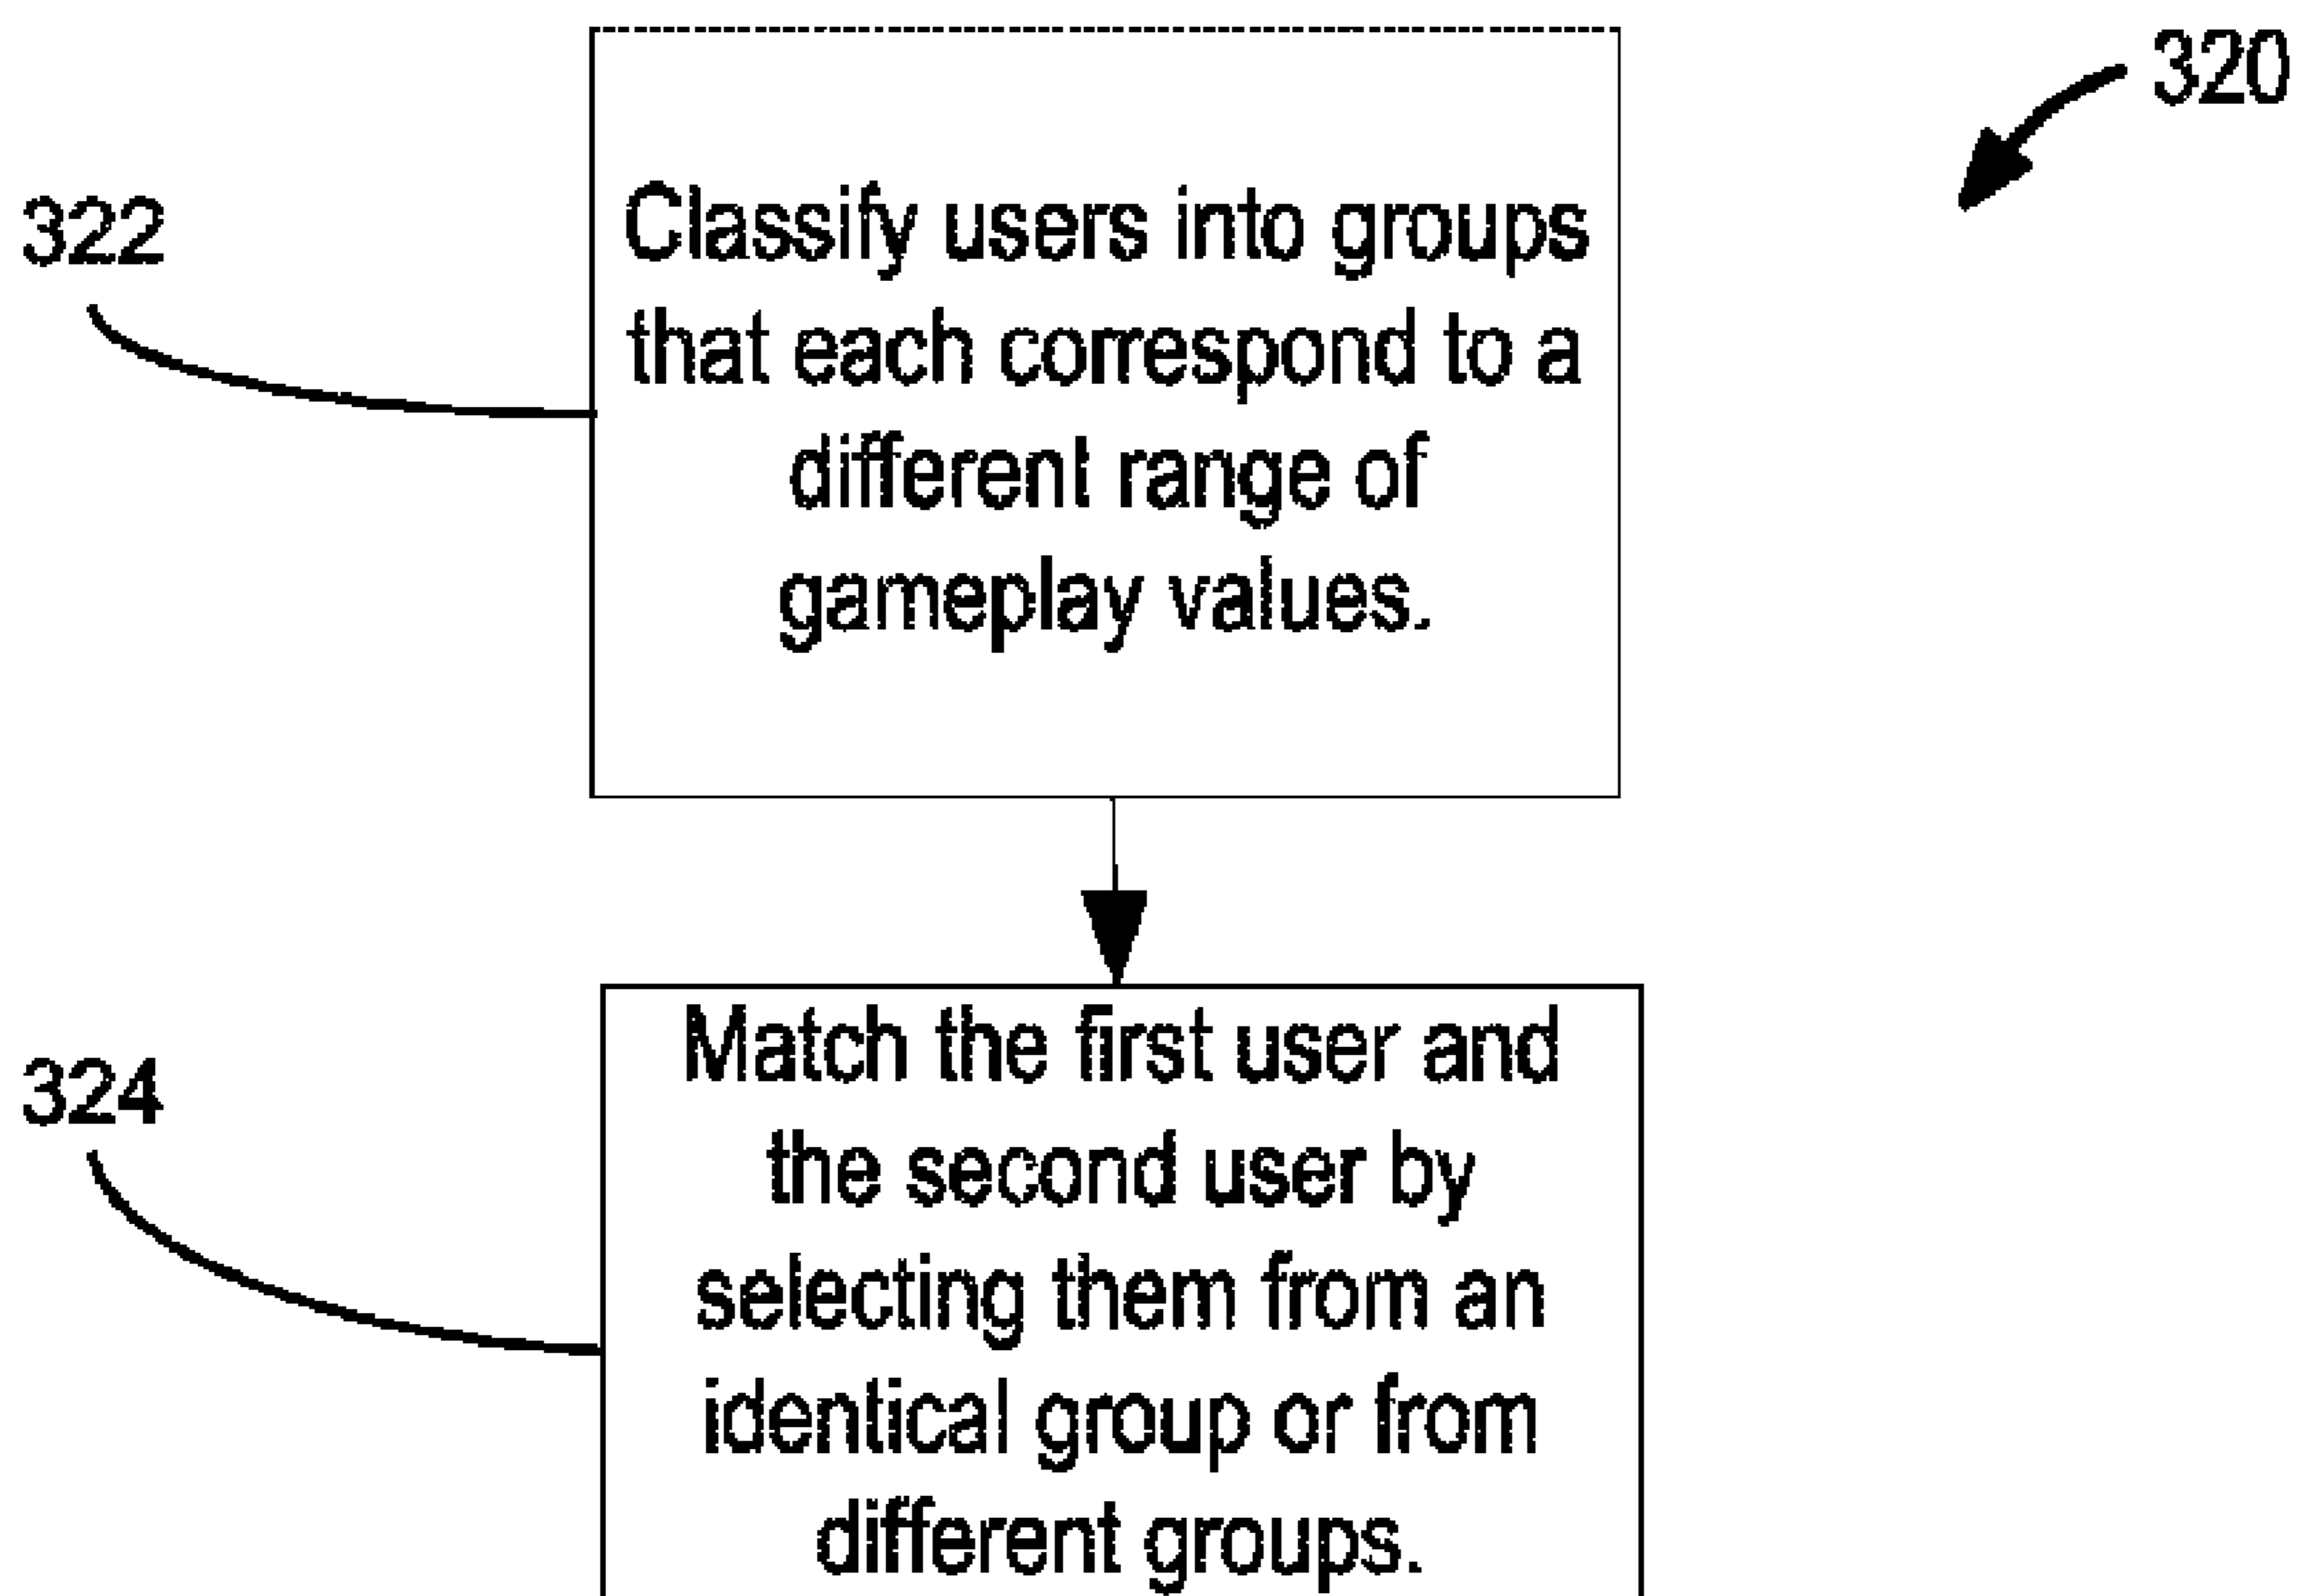 320
322
Classify users into groups
that each correspond to a
different range of
gameplay values.
324
Match the first user and
the second user by
selecting them from an
identical group or from
different groups.